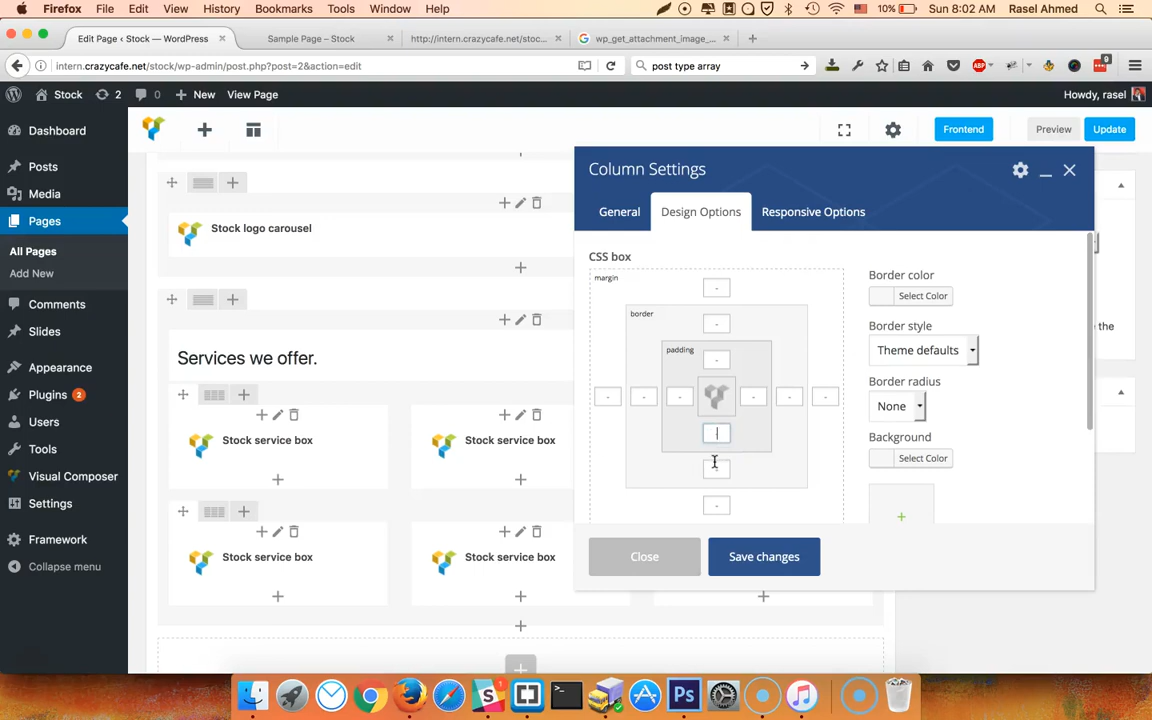 Firefox File Edit View History Bookmarks Tools Window Help 10% Sun 8:02 AM Rasel Ahmed
Edit Page ‹ Stock — WordPress Sample Page – Stock http://intern.crazycafe.net/stoc... wp_get_attachment_image_...
intern.crazycafe.net/stock/wp-admin/post.php?post=2&action=edit post type array ABP 9
Stock 2 0 New View Page Howdy, rasel
Dashboard
Posts
Media
Pages
All Pages
Add New
Comments
Slides
Appearance
Plugins 2
Users
Tools
Visual Composer
Settings
Framework
Collapse menu
Frontend Preview Update
Stock logo carousel
Services we offer.
Stock service box Stock service box
Stock service box Stock service box
Column Settings
General Design Options Responsive Options
CSS box
margin
border
padding
-
-
-
- - - - - -
-
-
Border color
Select Color
Border style
Theme defaults
Border radius
None
Background
Select Color
+
Close Save changes
the
1